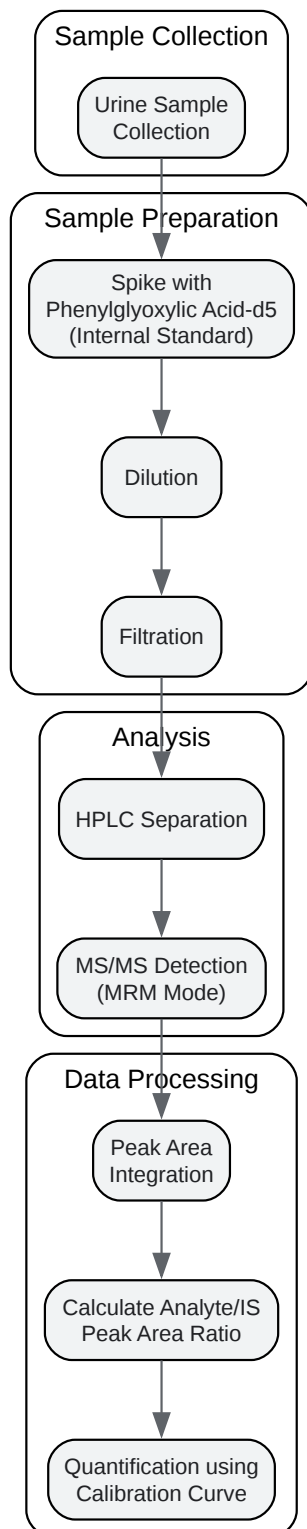 Sample Collection
Urine Sample
Collection
Sample Preparation
Spike with
Phenylglyoxylic Acid-d5
(Internal Standard)
Dilution
Filtration
Analysis
HPLC Separation
MS/MS Detection
(MRM Mode)
Data Processing
Peak Area
Integration
Calculate Analyte/IS
Peak Area Ratio
Quantification using
Calibration Curve